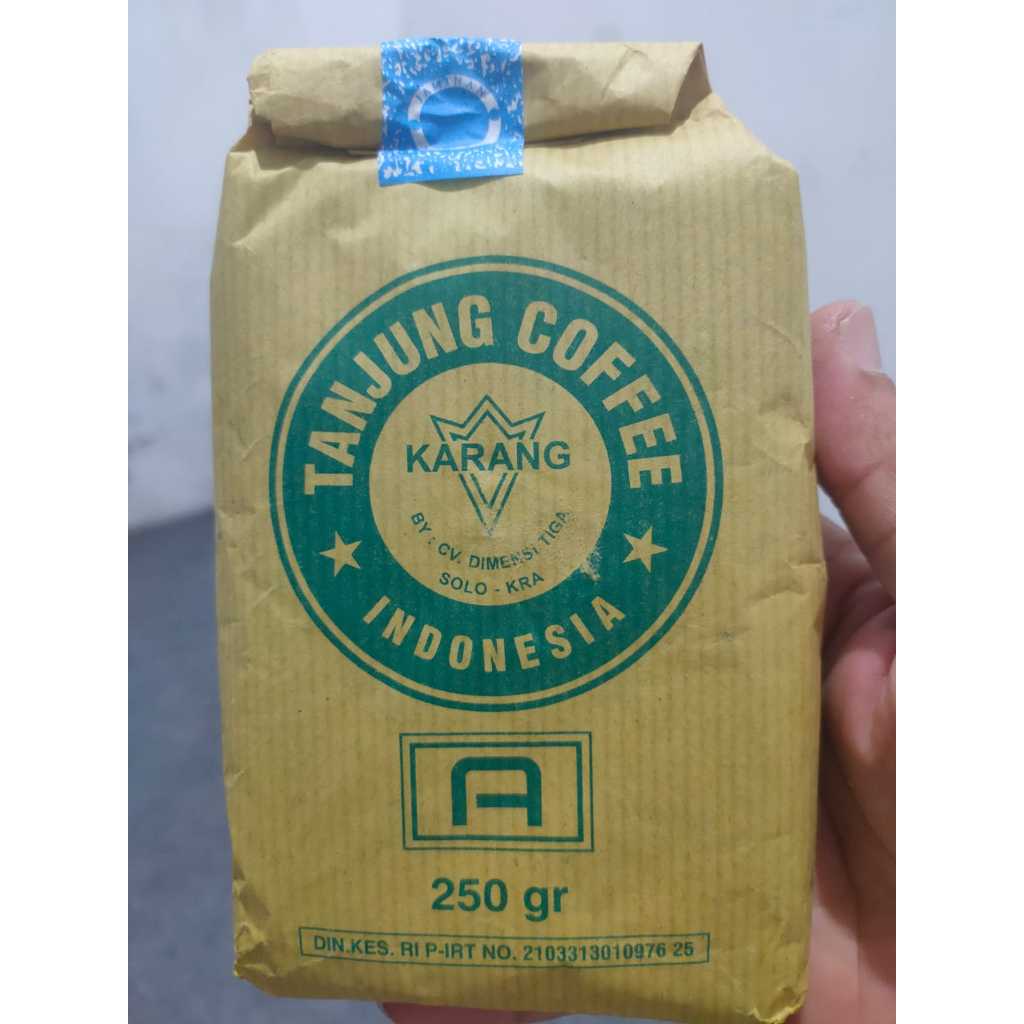 TANJUNG COFFEE
KARANG
BY : CV. DIMENSI TIGA
SOLO - KRA
INDONESIA
A
250 gr
DIN.KES. RI P-IRT NO. 2103313010976 25